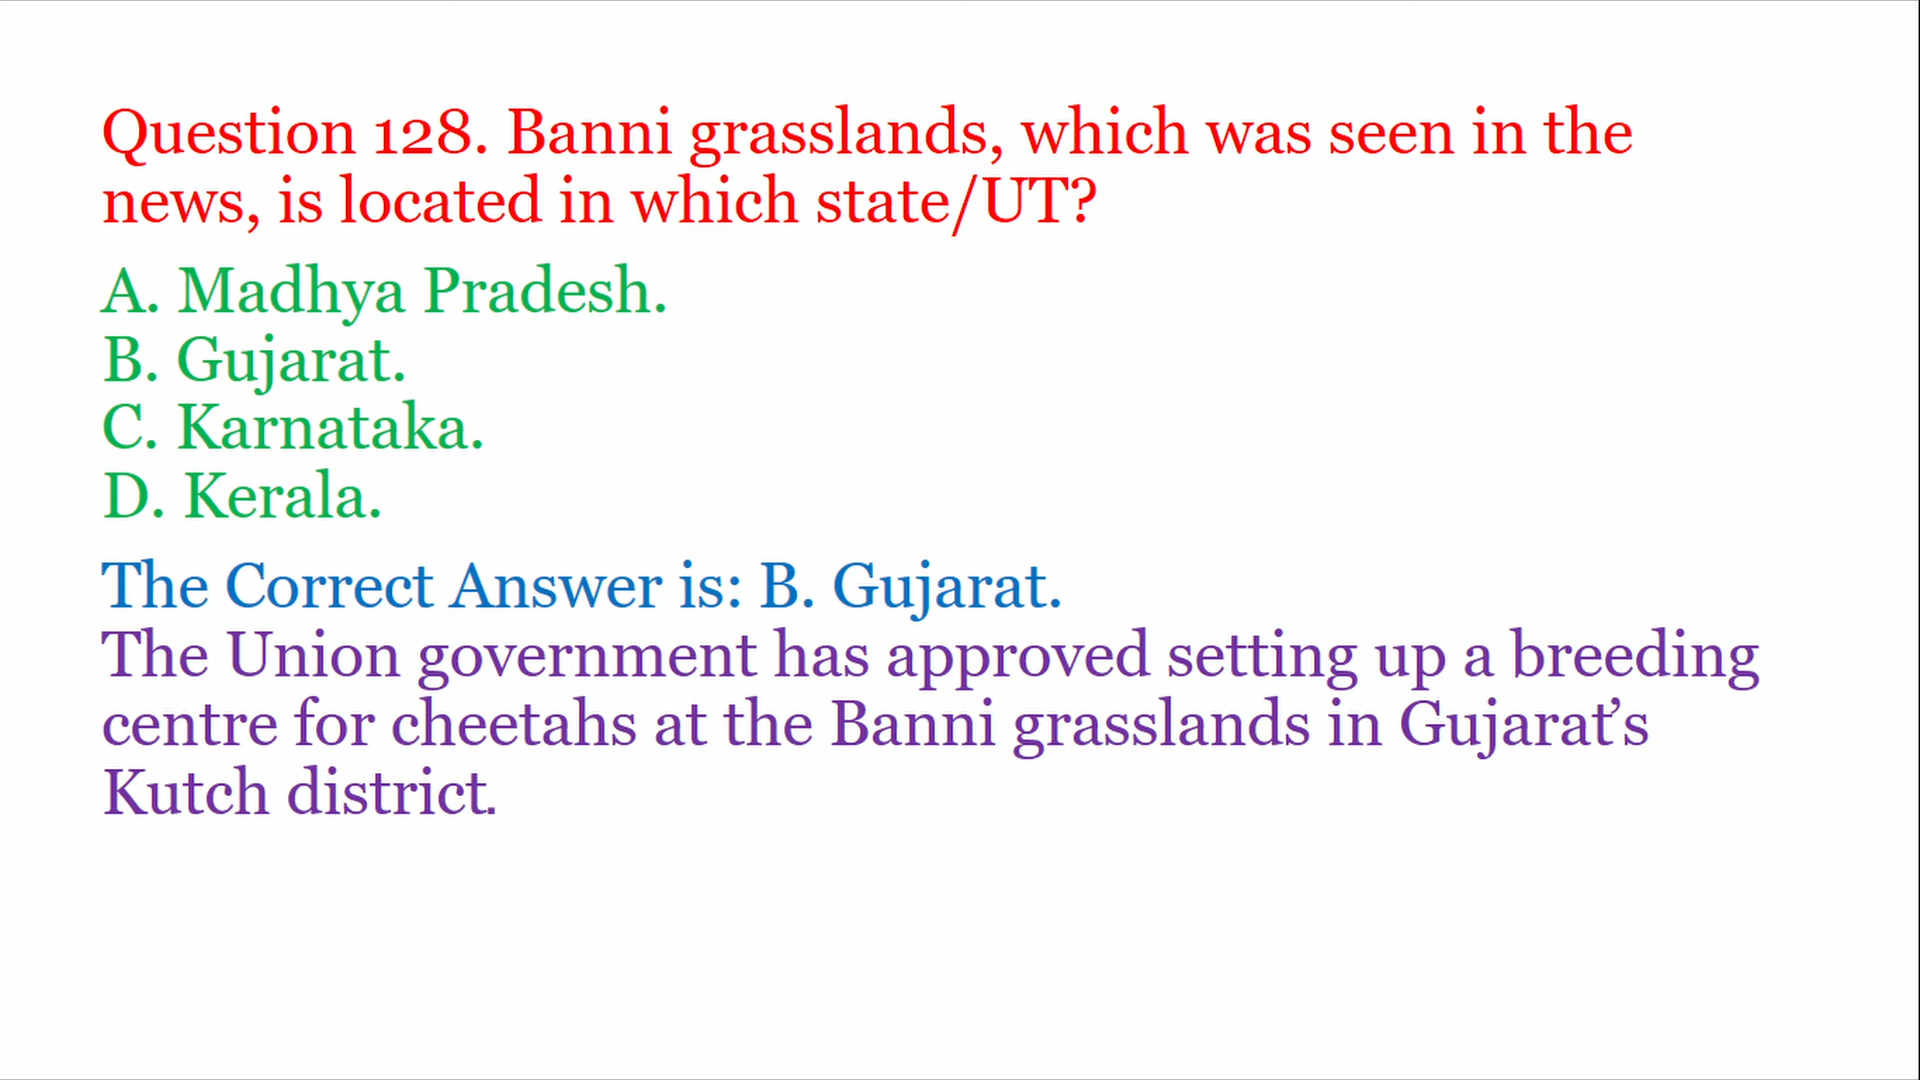 Question 128. Banni grasslands, which was seen in the
news, is located in which state/UT?
A. Madhya Pradesh.
B. Gujarat.
C. Karnataka.
D. Kerala.
The Correct Answer is: B. Gujarat.
The Union government has approved setting up a breeding
centre for cheetahs at the Banni grasslands in Gujarat’s
Kutch district.